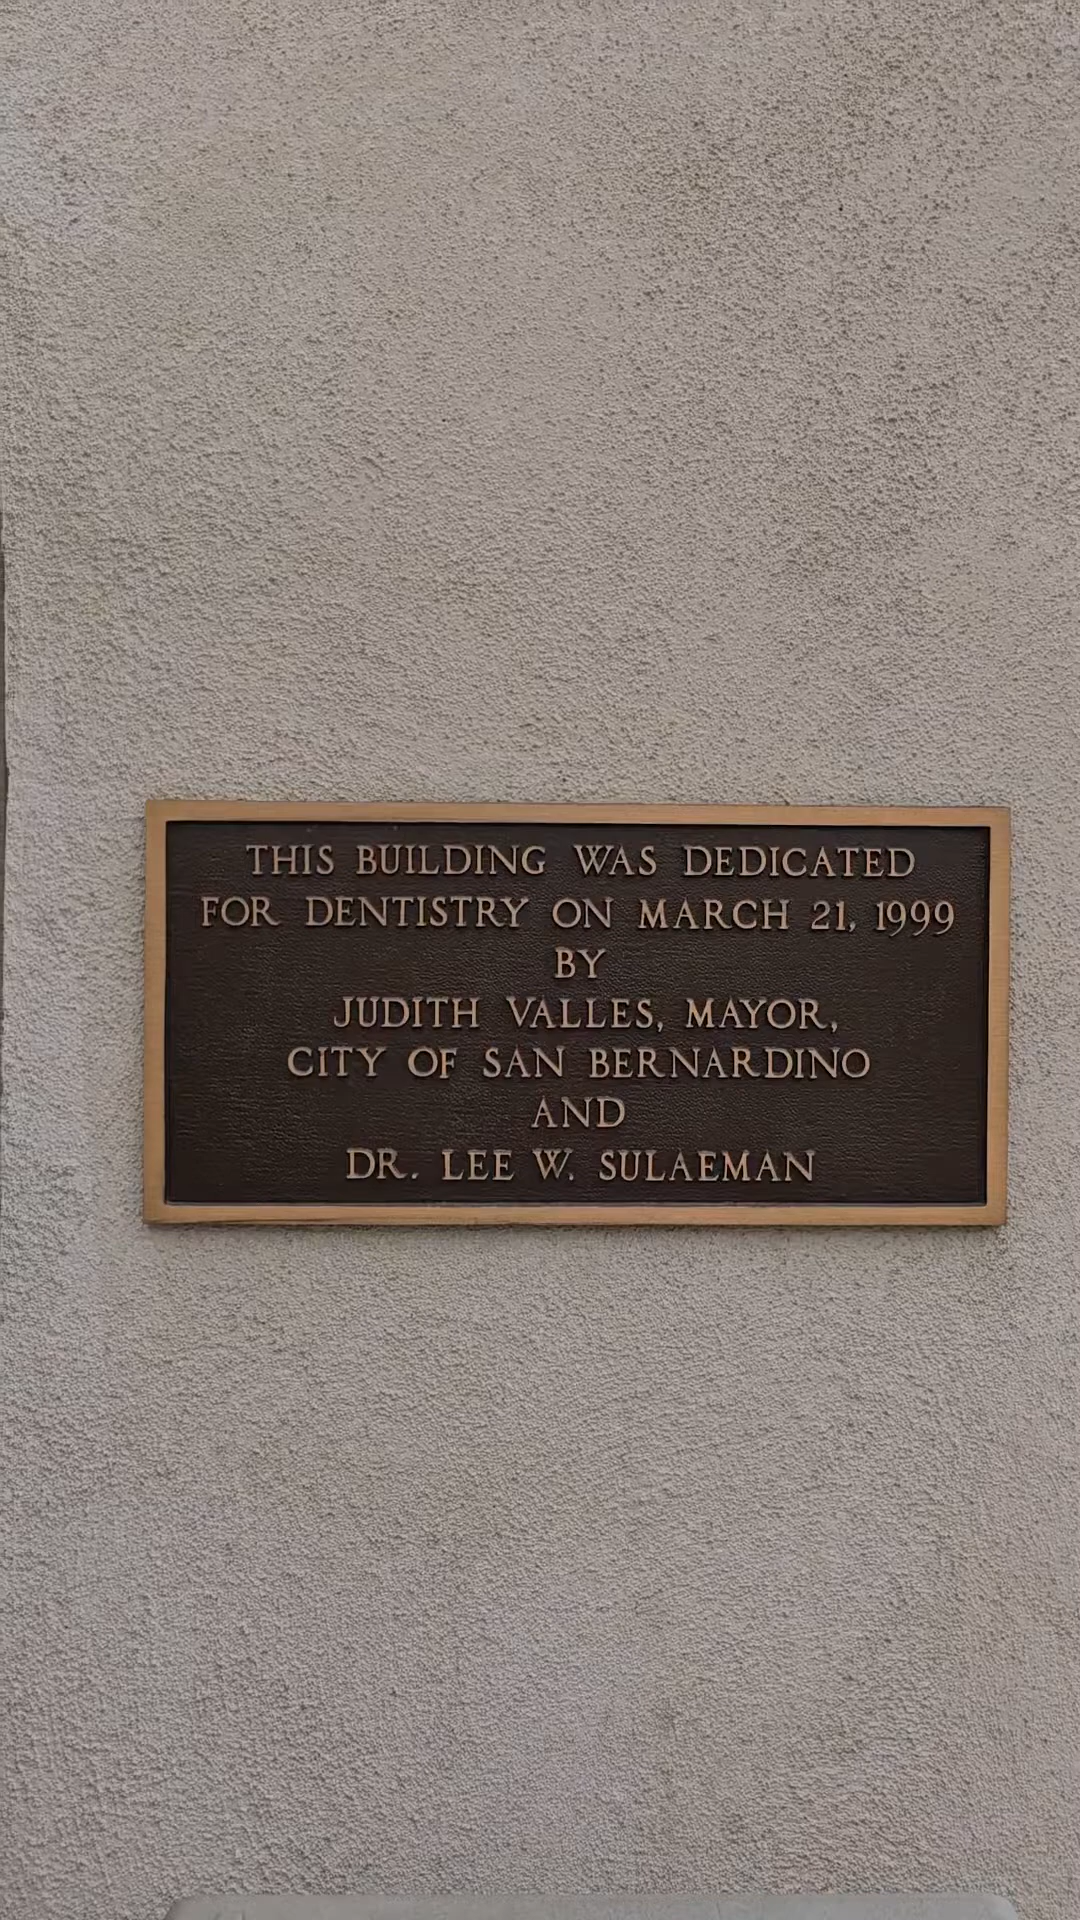 THIS BUILDING WAS DEDICATED
FOR DENTISTRY ON MARCH 21, 1999
BY
JUDITH VALLES, MAYOR,
CITY OF SAN BERNARDINO
AND
DR. LEE W. SULAEMAN